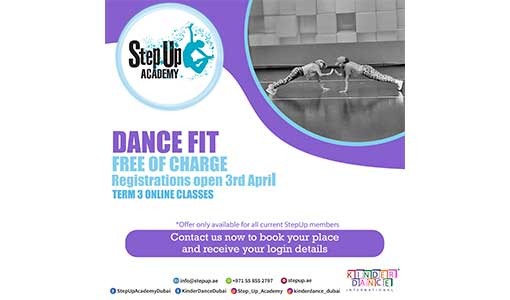 Step Up
ACADEMY
DANCE FIT
FREE OF CHARGE
Registrations open 3rd April
TERM 3 ONLINE CLASSES
*Offer only available for all current StepUp members
Contact us now to book your place
and receive your login details
info@stepup.ae +971 55 855 2797 stepup.ae
StepUpAcademyDubai KinderDanceDubai Step_Up_Academy kinderdance_dubai
KINDER
DANCE
INTERNATIONAL